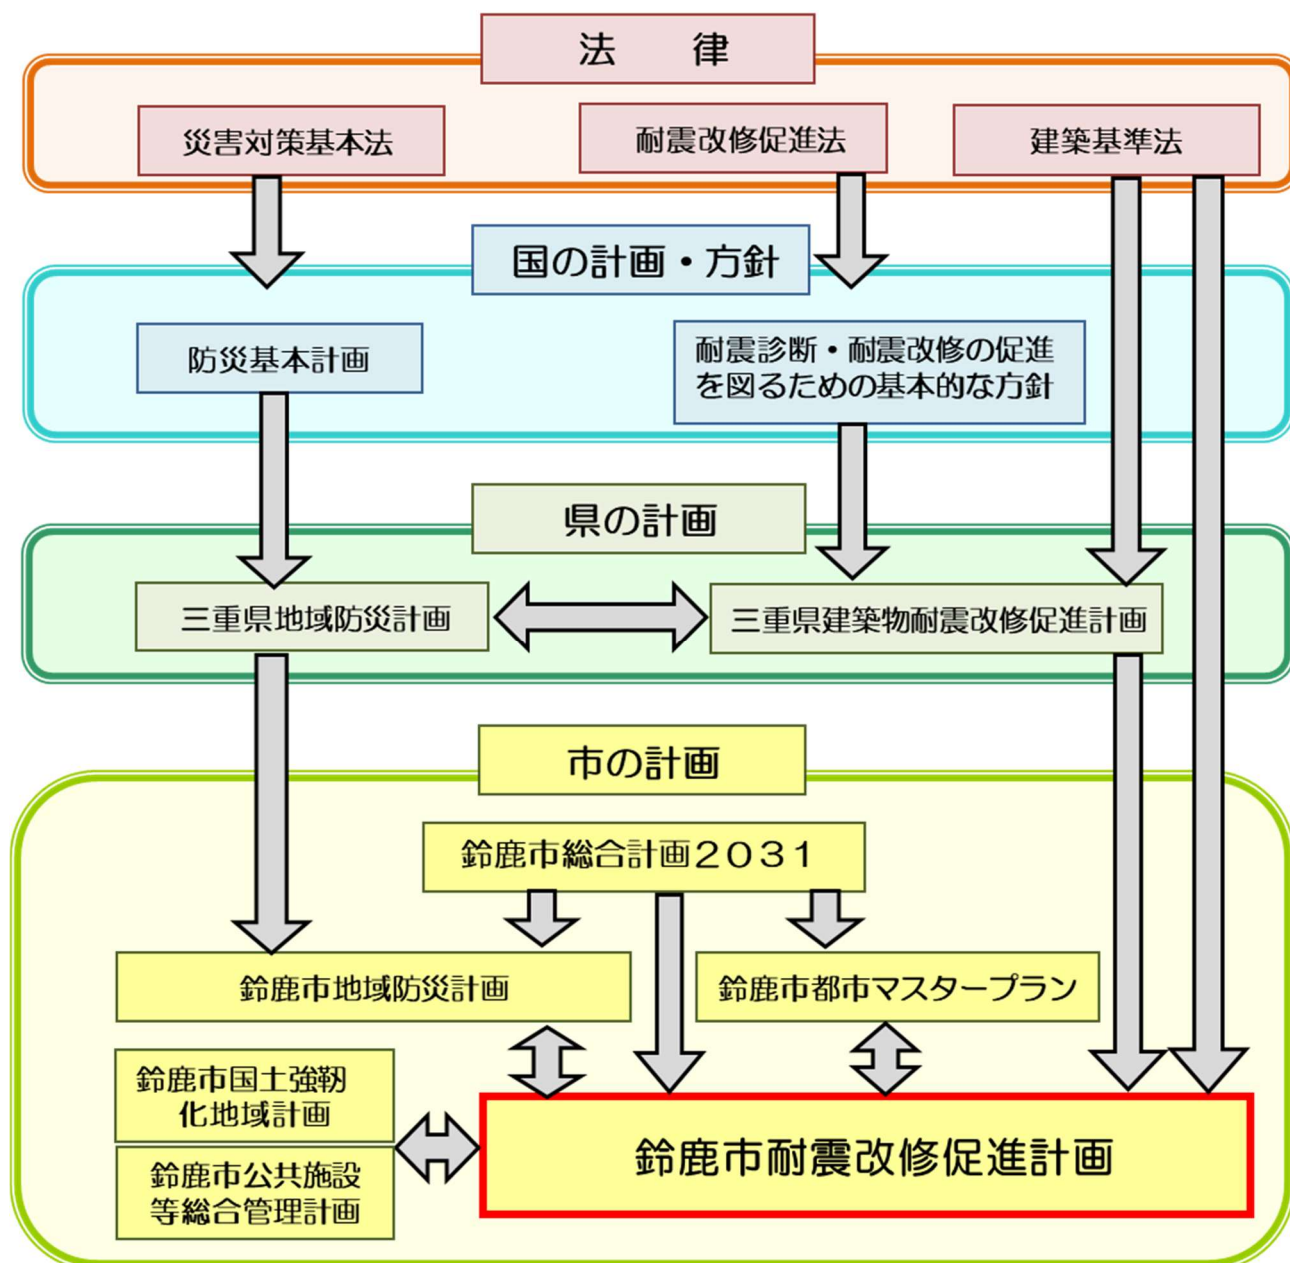 法　　律
災害対策基本法
耐震改修促進法
建築基準法
国の計画・方針
防災基本計画
耐震診断・耐震改修の促進
を図るための基本的な方針
県の計画
三重県地域防災計画
三重県建築物耐震改修促進計画
市の計画
鈴鹿市総合計画２０３１
鈴鹿市地域防災計画
鈴鹿市都市マスタープラン
鈴鹿市国土強靱
化地域計画
鈴鹿市公共施設
等総合管理計画
鈴鹿市耐震改修促進計画